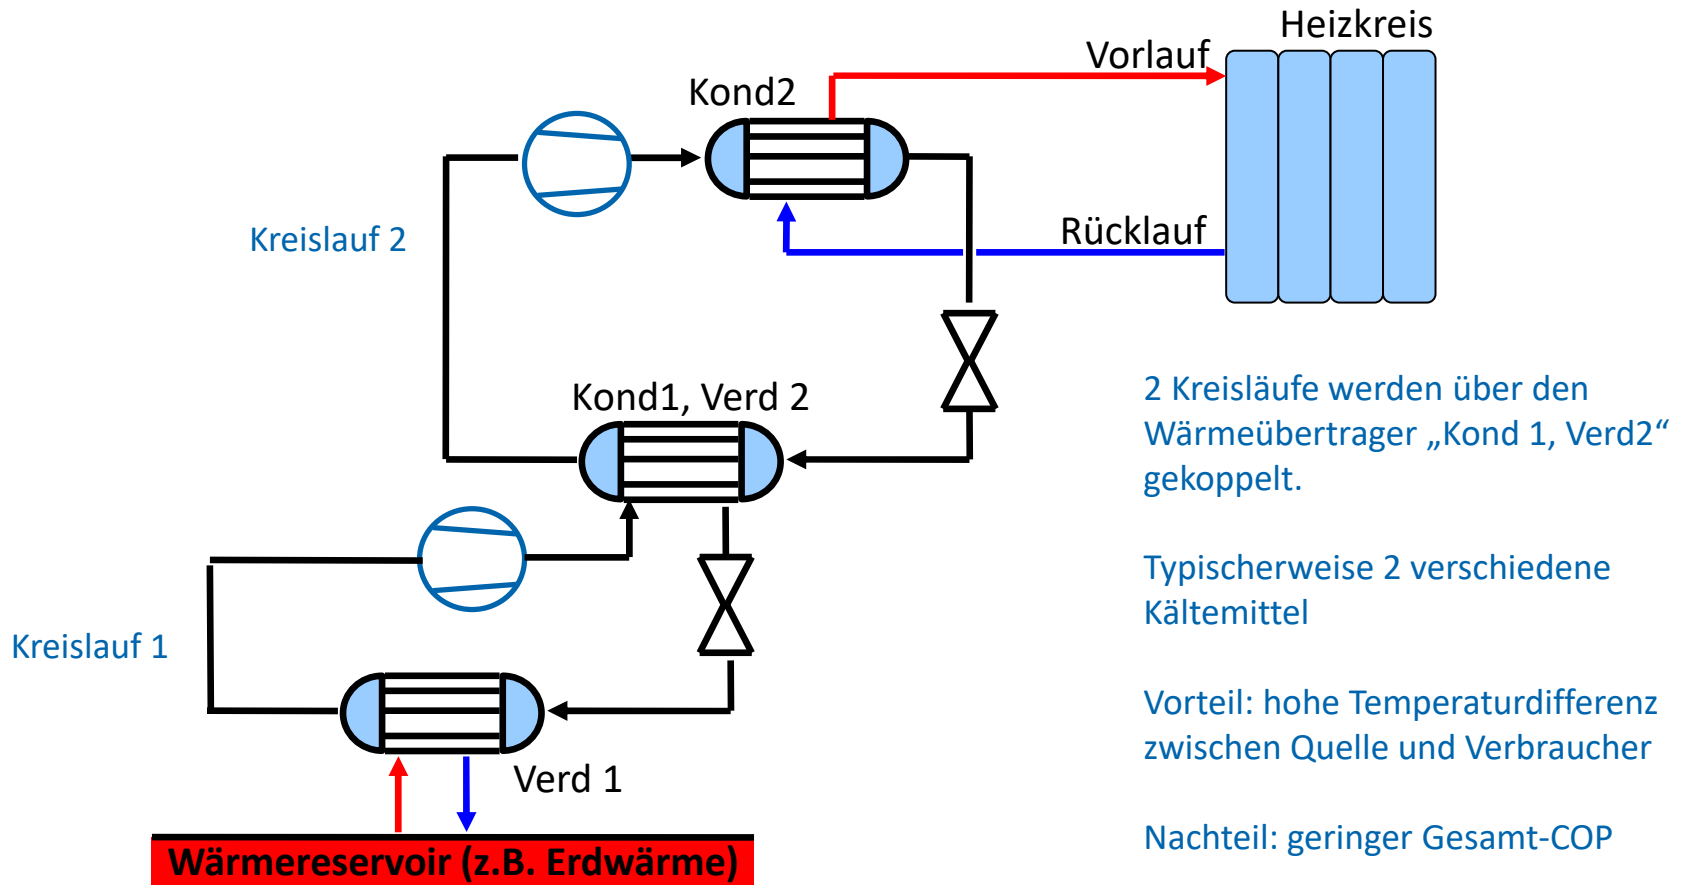 Heizkreis
Vorlauf
Kond2
Kreislauf 2
Rücklauf
Kond1, Verd 2
2 Kreisläufe werden über den
Wärmeübertrager „Kond 1, Verd2“
gekoppelt.
Typischerweise 2 verschiedene
Kältemittel
Kreislauf 1
Vorteil: hohe Temperaturdifferenz
zwischen Quelle und Verbraucher
Verd 1
Nachteil: geringer Gesamt-COP
Wärmereservoir (z.B. Erdwärme)